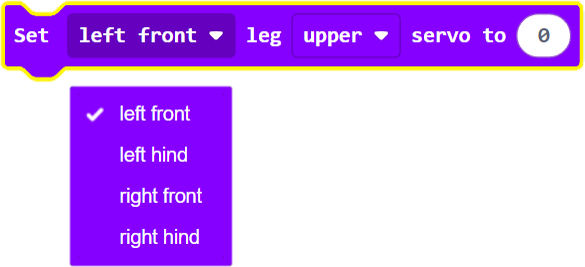 Set left front leg upper servo to 0
left front
left hind
right front
right hind